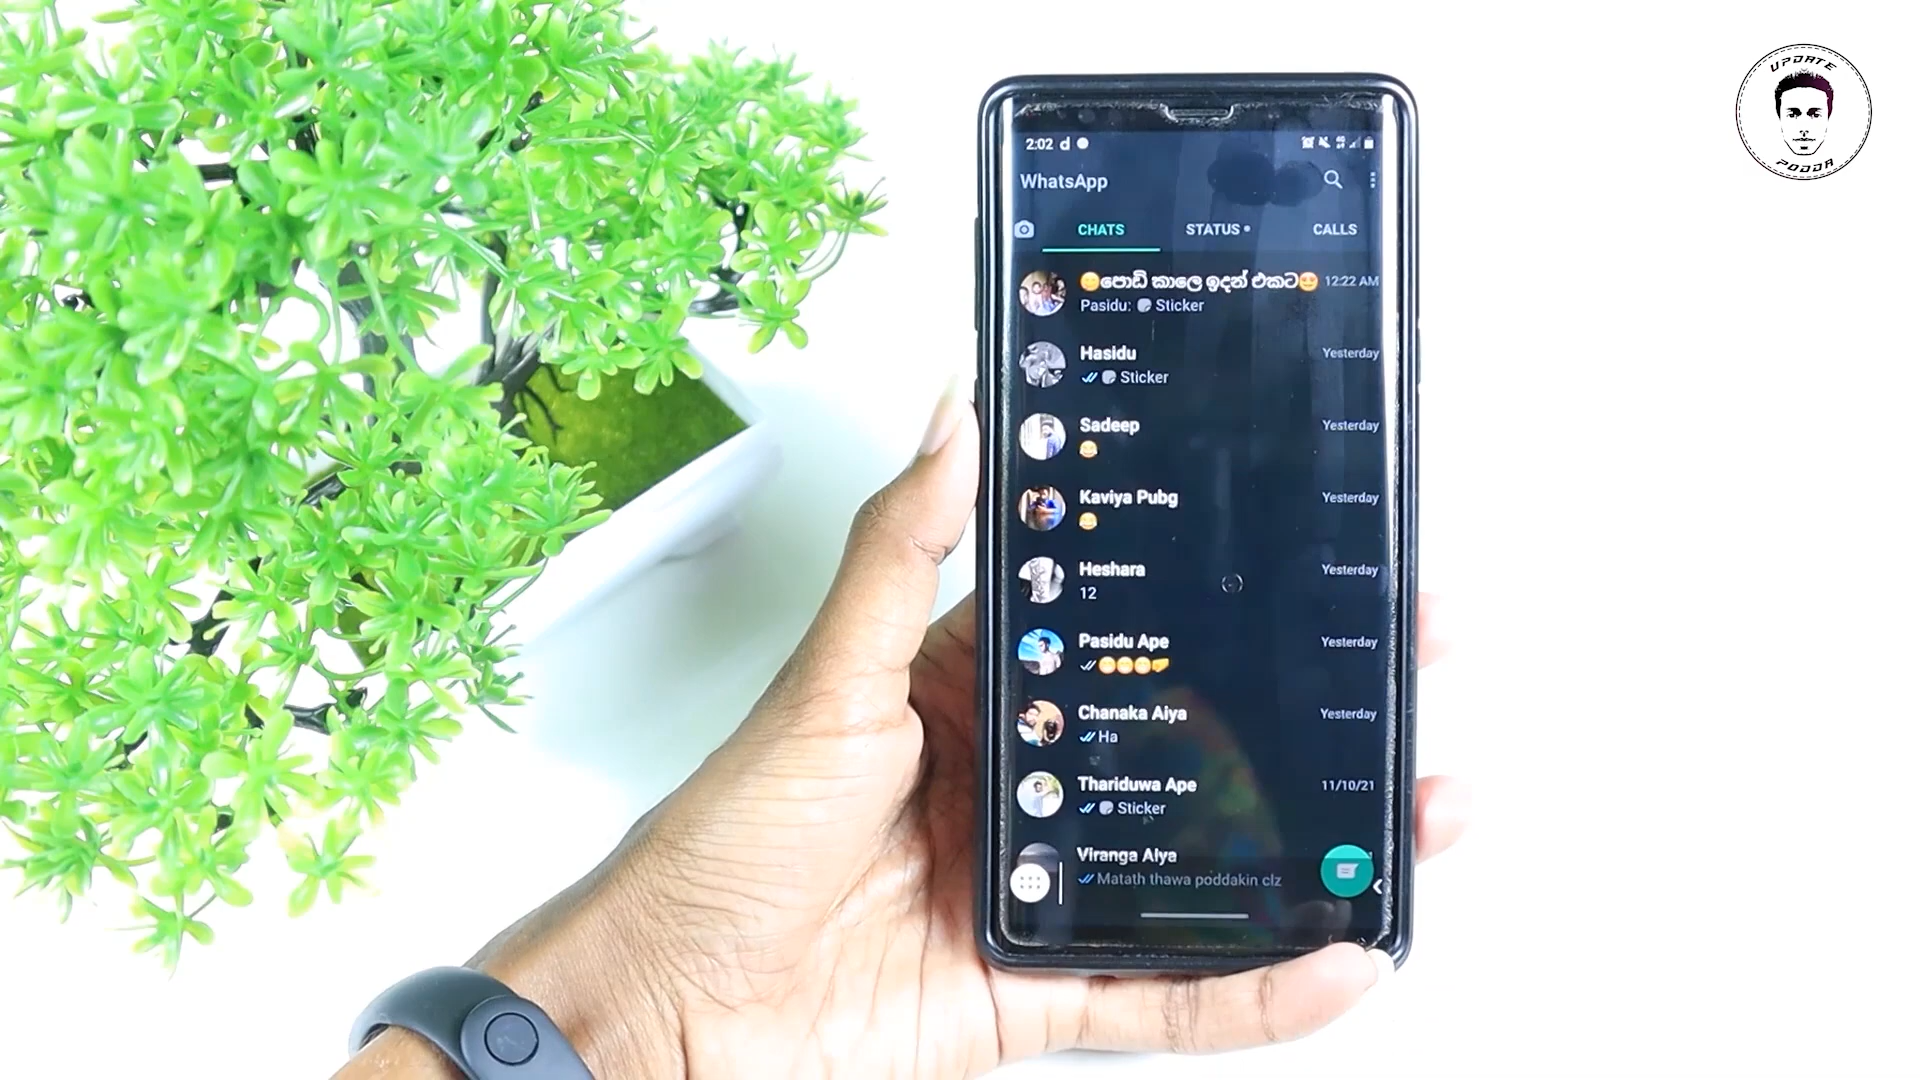 UPDATE
PODDA
2:02
WhatsApp
CHATS
STATUS
CALLS
😋පොඩි කාලෙ ඉදන් එකට😍 12:22 AM
Pasidu: Sticker
Hasidu Yesterday
Sticker
Sadeep Yesterday
😂
Kaviya Pubg Yesterday
😂
Heshara Yesterday
12
Pasidu Ape Yesterday
Chanaka Aiya Yesterday
Ha
Thariduwa Ape 11/10/21
Sticker
Viranga Aiya
Matath thawa poddakin clz